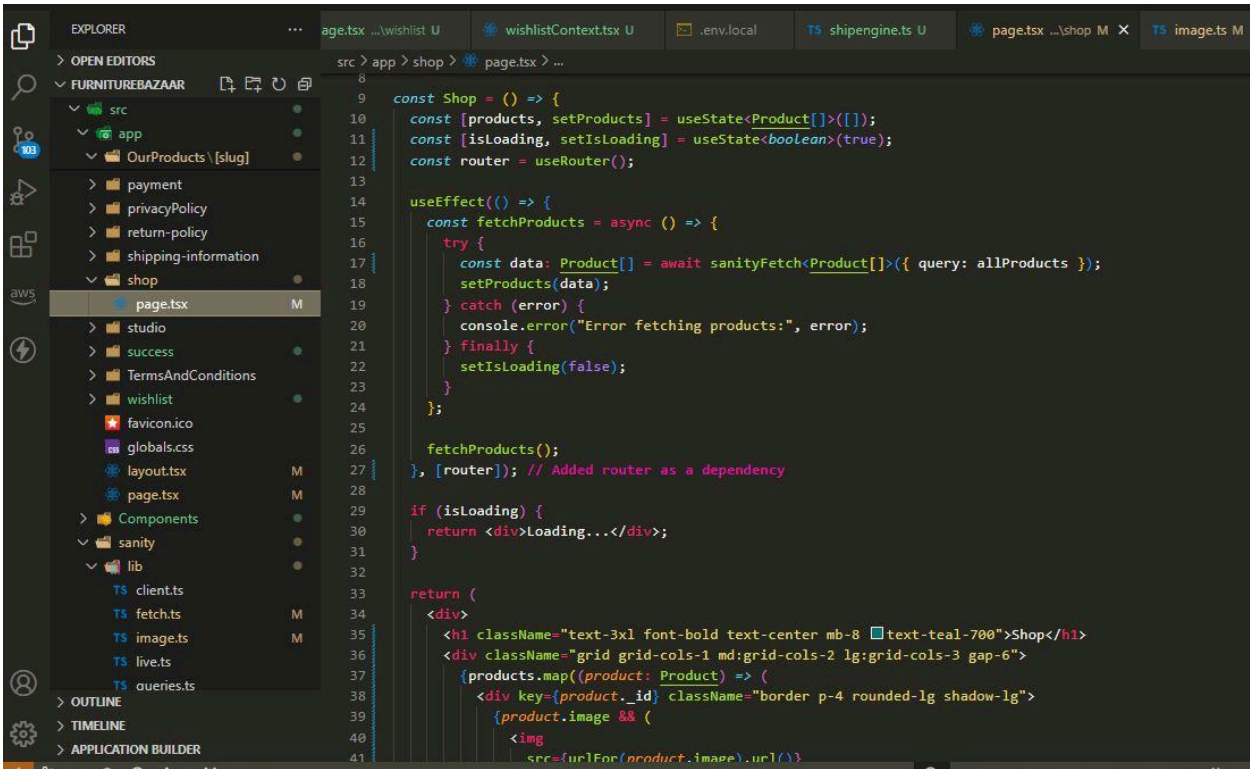 EXPLORER
OPEN EDITORS
FURNITUREBAZAAR
src
app
OurProducts\[slug]
payment
privacyPolicy
return-policy
shipping-information
shop
page.tsx M
studio
success
TermsAndConditions
wishlist
favicon.ico
globals.css
layout.tsx M
page.tsx M
Components
sanity
lib
TS client.ts
TS fetch.ts M
TS image.ts M
TS live.ts
TS queries.ts
OUTLINE
TIMELINE
APPLICATION BUILDER
103
aws
age.tsx ...\wishlist U
wishlistContext.tsx U
.env.local
TS shipengine.ts U
page.tsx ...\shop M
TS image.ts M
src > app > shop > page.tsx > ...
8
9 const Shop = () => {
10 const [products, setProducts] = useState<Product[]>([]);
11 const [isLoading, setIsLoading] = useState<boolean>(true);
12 const router = useRouter();
13
14 useEffect(() => {
15 const fetchProducts = async () => {
16 try {
17 const data: Product[] = await sanityFetch<Product[]>({ query: allProducts });
18 setProducts(data);
19 } catch (error) {
20 console.error("Error fetching products:", error);
21 } finally {
22 setIsLoading(false);
23 }
24 };
25
26 fetchProducts();
27 }, [router]); // Added router as a dependency
28
29 if (isLoading) {
30 return <div>Loading...</div>;
31 }
32
33 return (
34 <div>
35 <h1 className="text-3xl font-bold text-center mb-8 text-teal-700">Shop</h1>
36 <div className="grid grid-cols-1 md:grid-cols-2 lg:grid-cols-3 gap-6">
37 {products.map((product: Product) => (
38 <div key={product._id} className="border p-4 rounded-lg shadow-lg">
39 {product.image && (
40 <img
41 src={urlFor(product.image).url()}